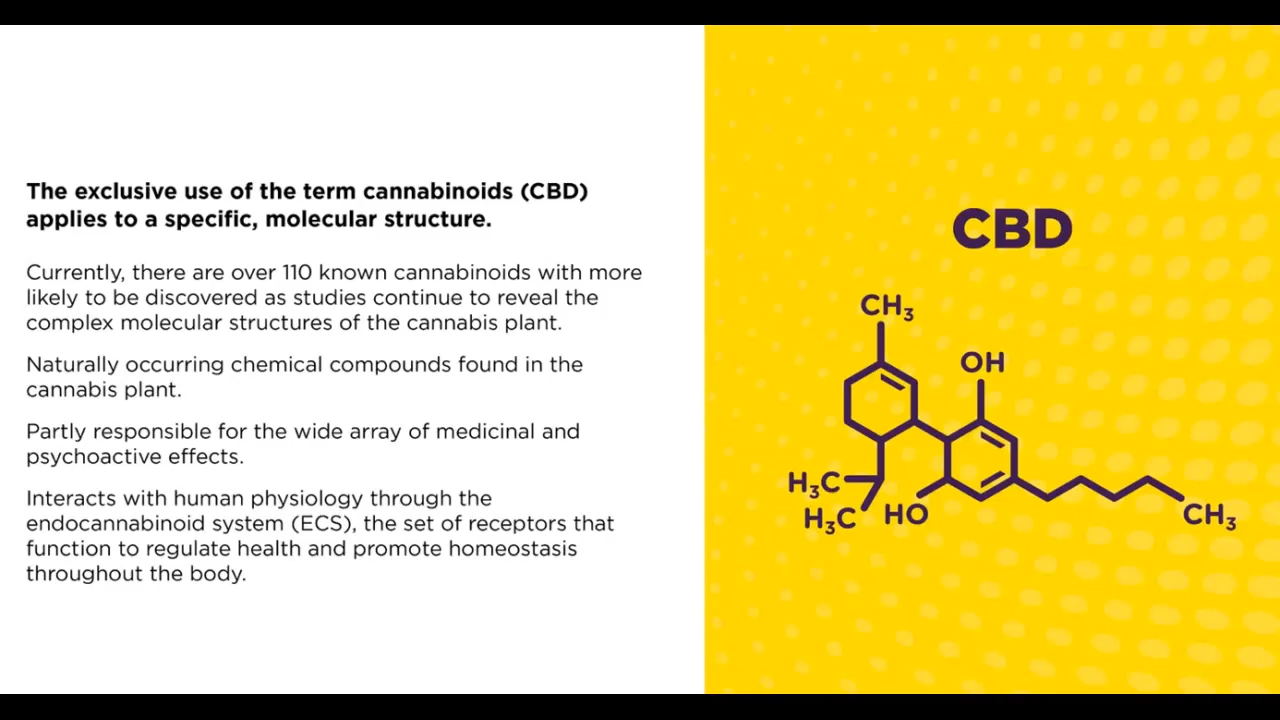 The exclusive use of the term cannabinoids (CBD)
applies to a specific, molecular structure.
Currently, there are over 110 known cannabinoids with more
likely to be discovered as studies continue to reveal the
complex molecular structures of the cannabis plant.
Naturally occurring chemical compounds found in the
cannabis plant.
Partly responsible for the wide array of medicinal and
psychoactive effects.
Interacts with human physiology through the
endocannabinoid system (ECS), the set of receptors that
function to regulate health and promote homeostasis
throughout the body.
CBD
CH₃
OH
H₃C
H₃C
HO
CH₃